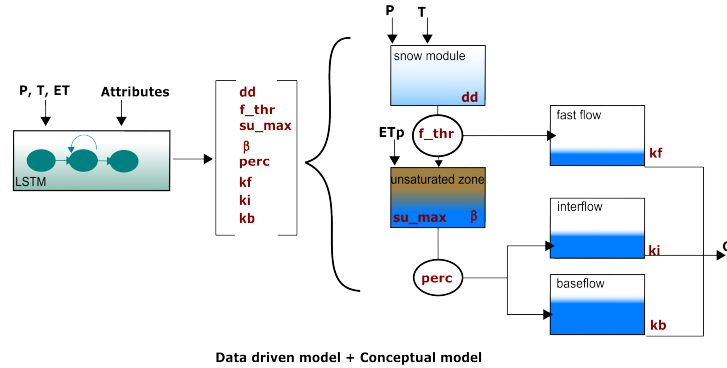 P
T
snow module
dd
P, T, ET
Attributes
LSTM
dd
f_thr
su_max
β
perc
kf
ki
kb
f_thr
ETp
unsaturated zone
su_max
β
perc
fast flow
kf
interflow
ki
baseflow
kb
Data driven model + Conceptual model